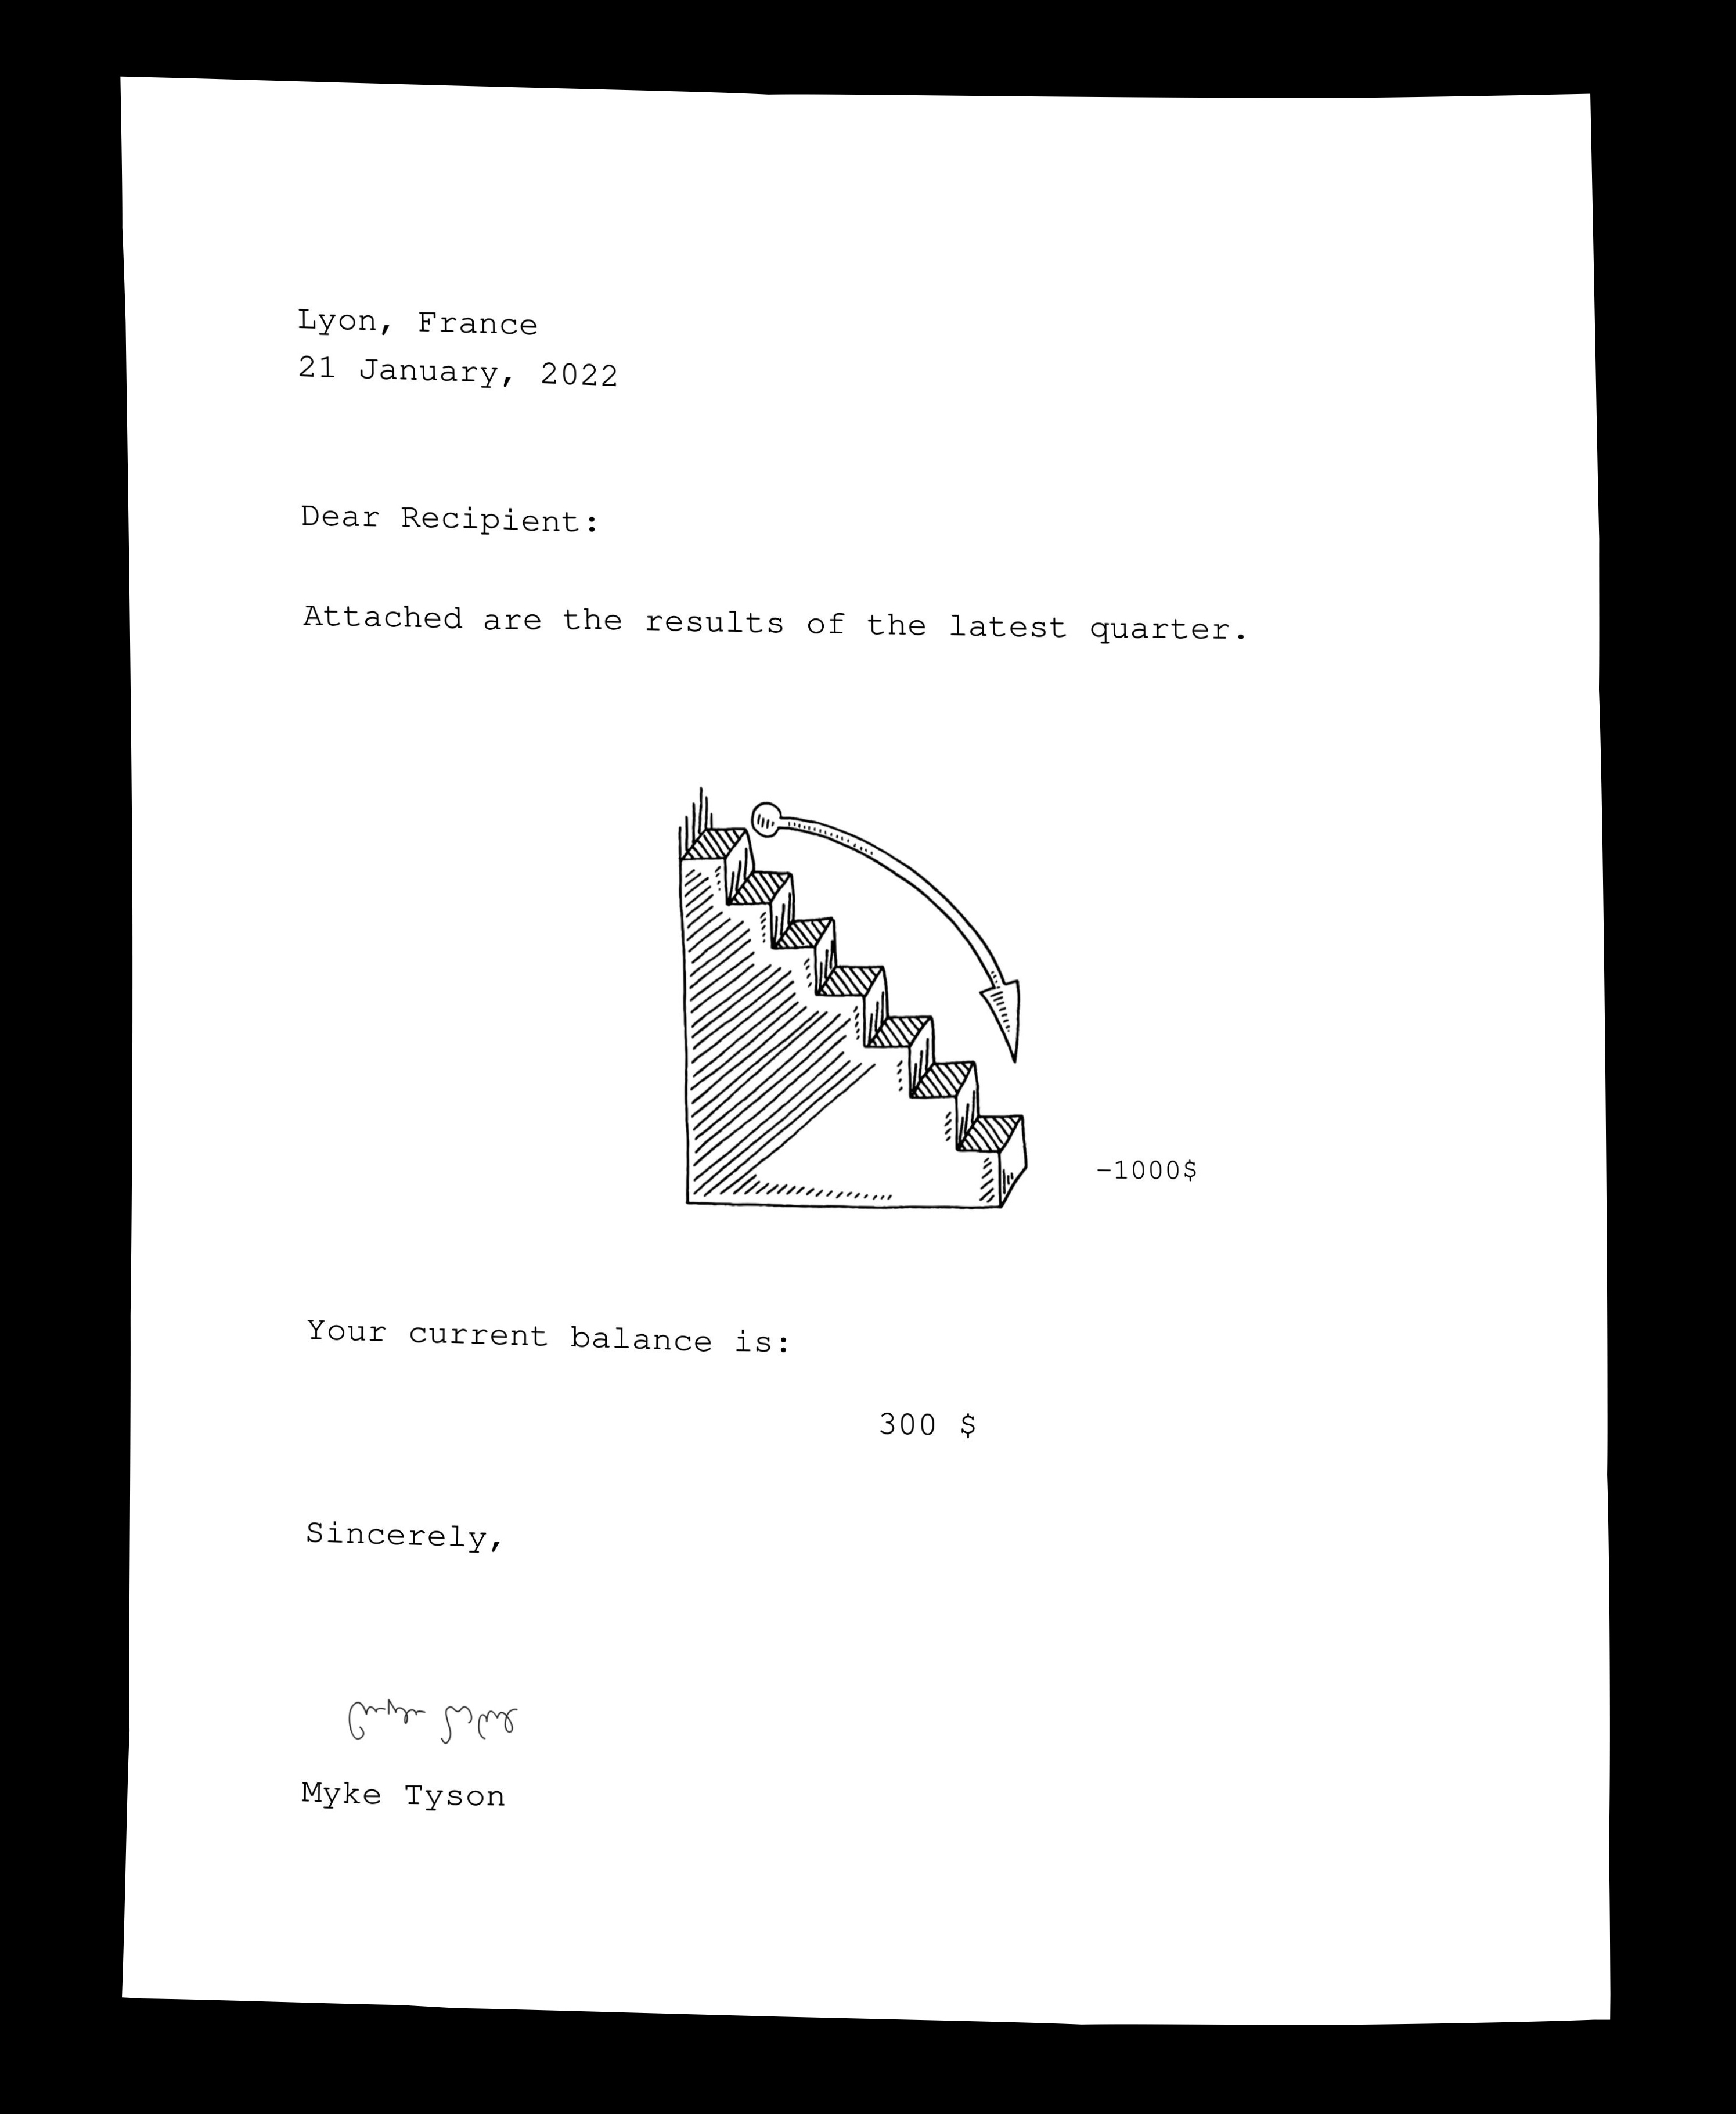 Lyon, France
21 January, 2022
Dear Recipient:
Attached are the results of the latest quarter.
-1000$
Your current balance is:
300 $
Sincerely,
Myke Tyson